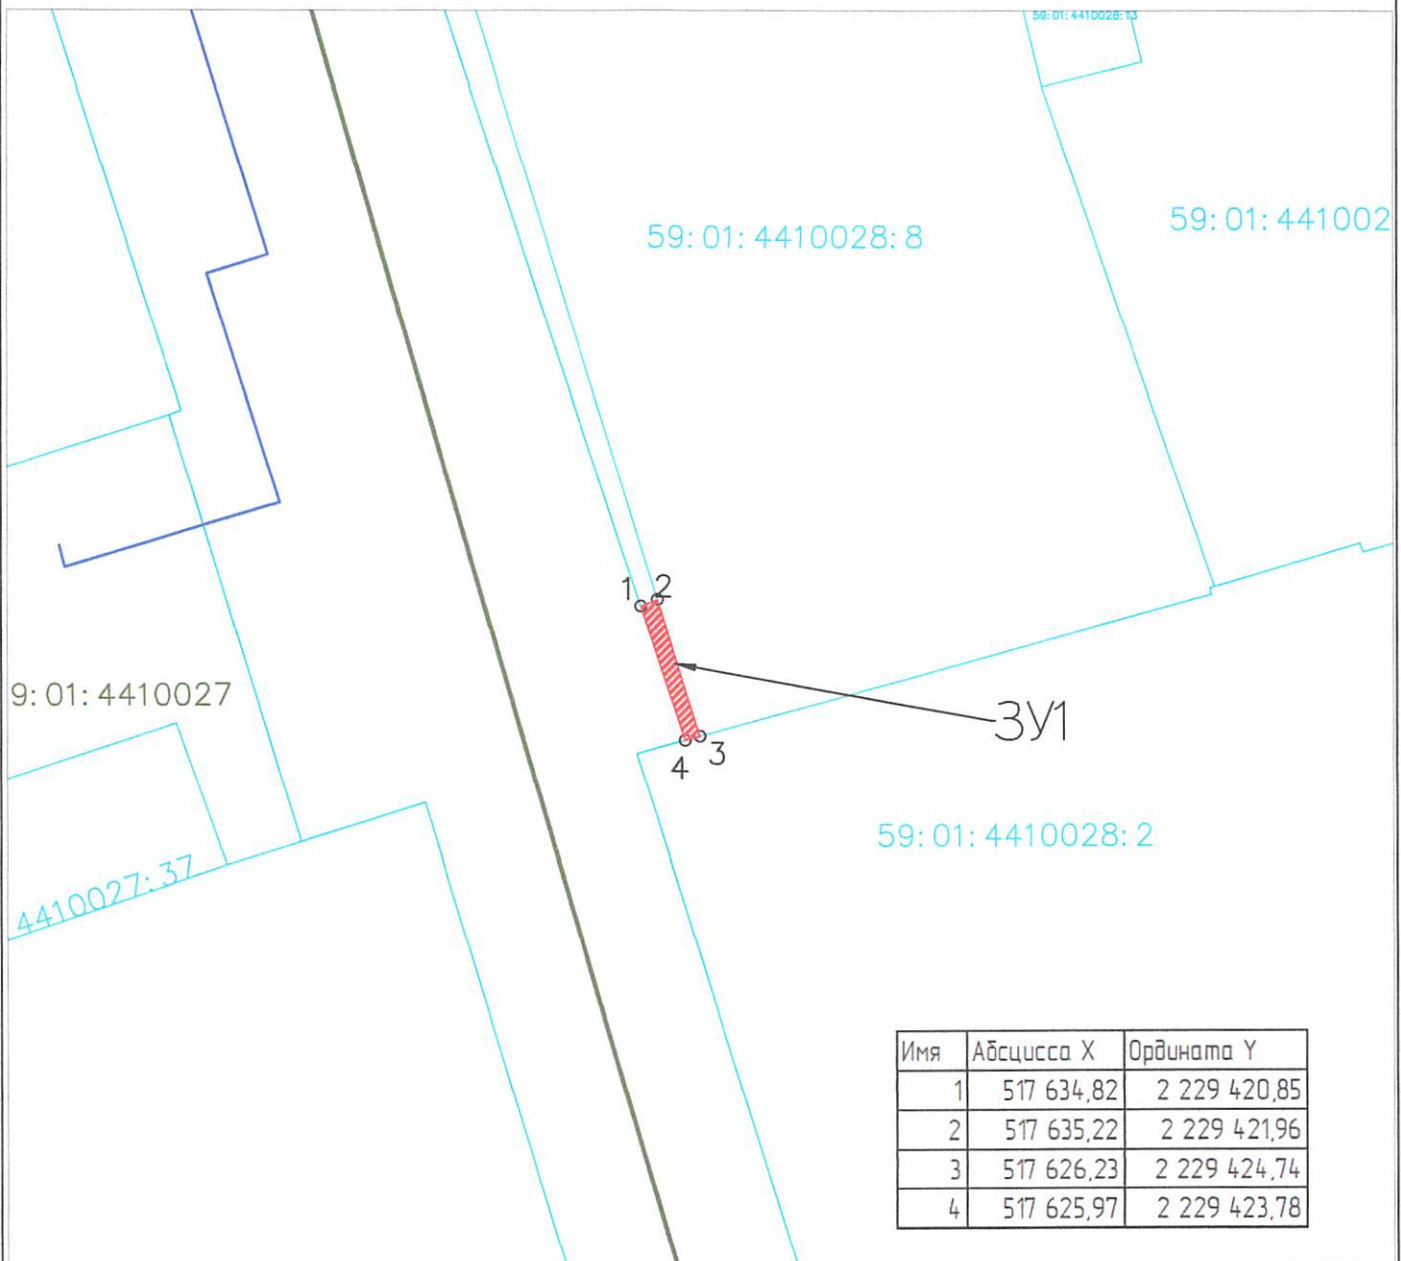 59: 01: 4410028: 13
59: 01: 4410028: 8
59: 01: 441002
1
2
9: 01: 4410027
ЗУ1
3
4
59: 01: 4410028: 2
4410027: 37
Имя Абсцисса X Ордината Y
1 517 634,82 2 229 420,85
2 517 635,22 2 229 421,96
3 517 626,23 2 229 424,74
4 517 625,97 2 229 423,78